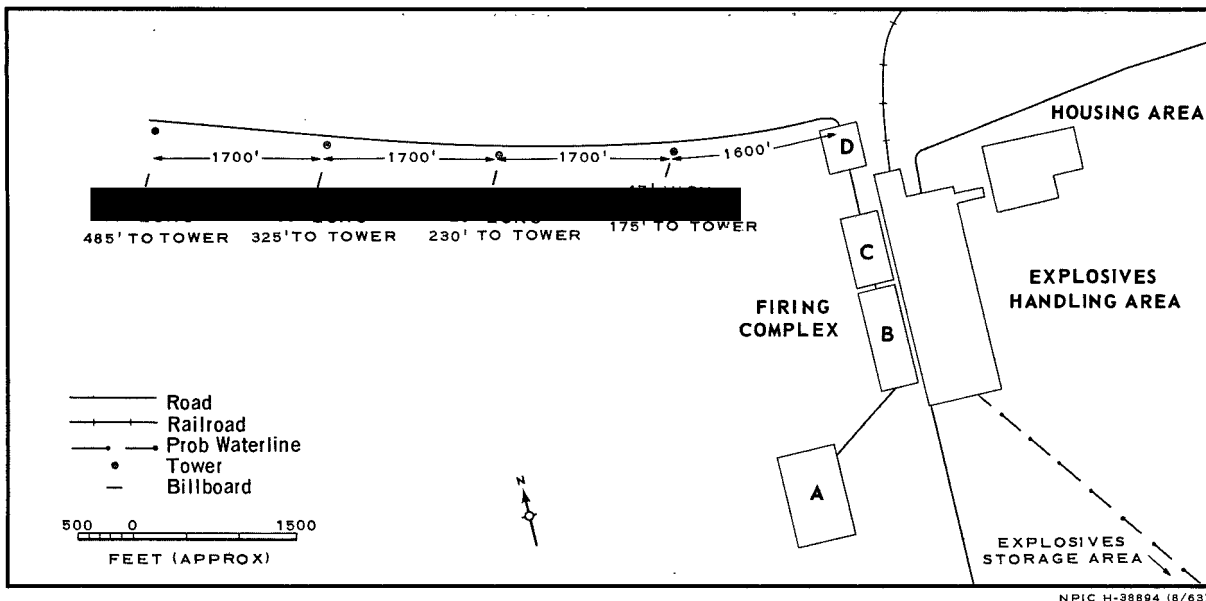 HOUSING AREA
1700'
1700'
1700'
1600'
D
485' TO TOWER
325' TO TOWER
230' TO TOWER
175' TO TOWER
C
EXPLOSIVES
HANDLING AREA
FIRING
COMPLEX
B
Road
Railroad
Prob Waterline
Tower
Billboard
A
N
500 0 1500
FEET (APPROX)
EXPLOSIVES
STORAGE AREA
NPIC H-38894 (8/63)